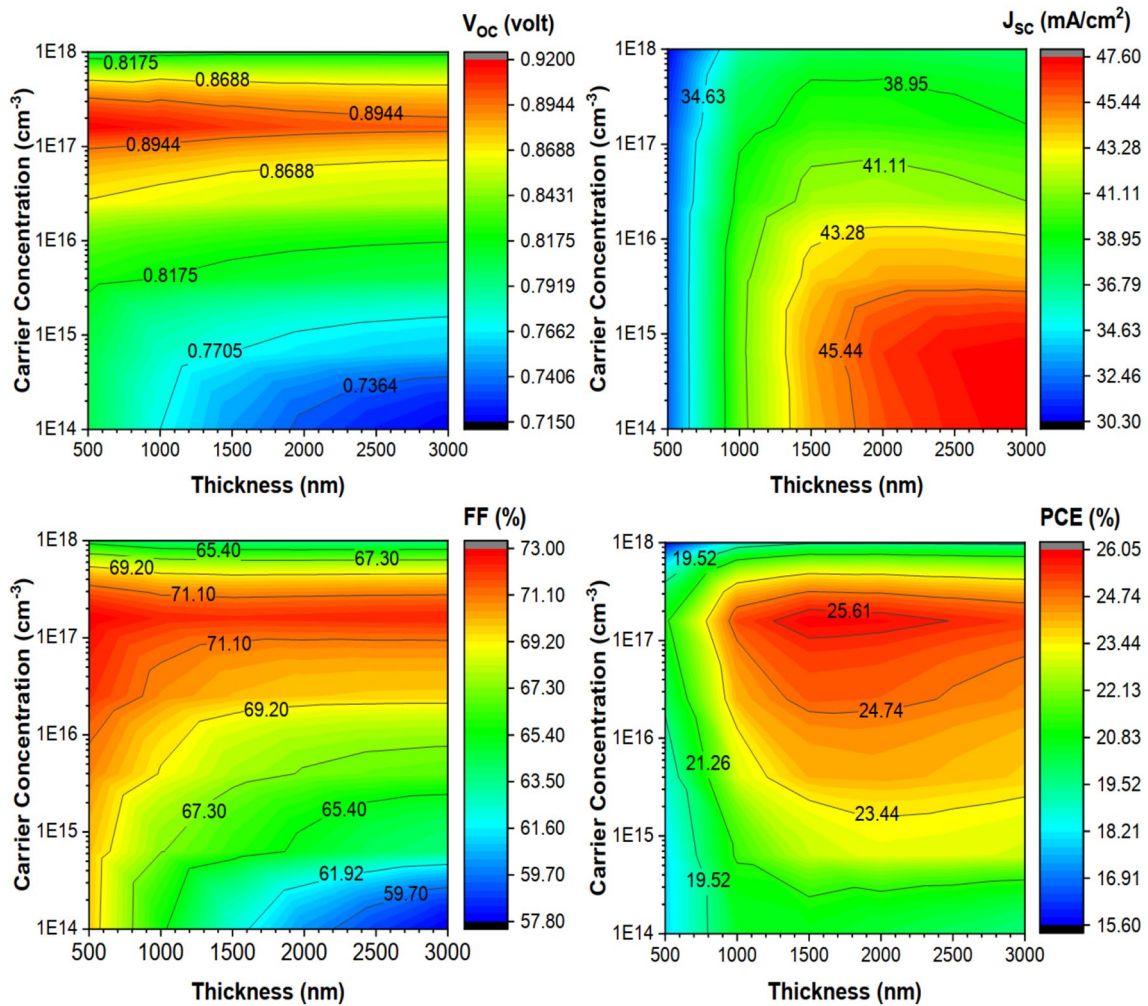 V_OC (volt)
1E18
1E17
1E16
1E15
1E14
Carrier Concentration (cm⁻³)
0.8175
0.8688
0.8944
0.8944
0.8688
0.8175
0.7705
0.7364
500 1000 1500 2000 2500 3000
Thickness (nm)
0.9200
0.8944
0.8688
0.8431
0.8175
0.7919
0.7662
0.7406
0.7150
J_SC (mA/cm²)
1E18
1E17
1E16
1E15
1E14
Carrier Concentration (cm⁻³)
34.63
38.95
41.11
43.28
45.44
500 1000 1500 2000 2500 3000
Thickness (nm)
47.60
45.44
43.28
41.11
38.95
36.79
34.63
32.46
30.30
FF (%)
1E18
1E17
1E16
1E15
1E14
Carrier Concentration (cm⁻³)
65.40
67.30
69.20
71.10
71.10
69.20
67.30
65.40
61.92
59.70
500 1000 1500 2000 2500 3000
Thickness (nm)
73.00
71.10
69.20
67.30
65.40
63.50
61.60
59.70
57.80
PCE (%)
1E18
1E17
1E16
1E15
1E14
Carrier Concentration (cm⁻³)
19.52
25.61
24.74
21.26
23.44
19.52
500 1000 1500 2000 2500 3000
Thickness (nm)
26.05
24.74
23.44
22.13
20.83
19.52
18.21
16.91
15.60